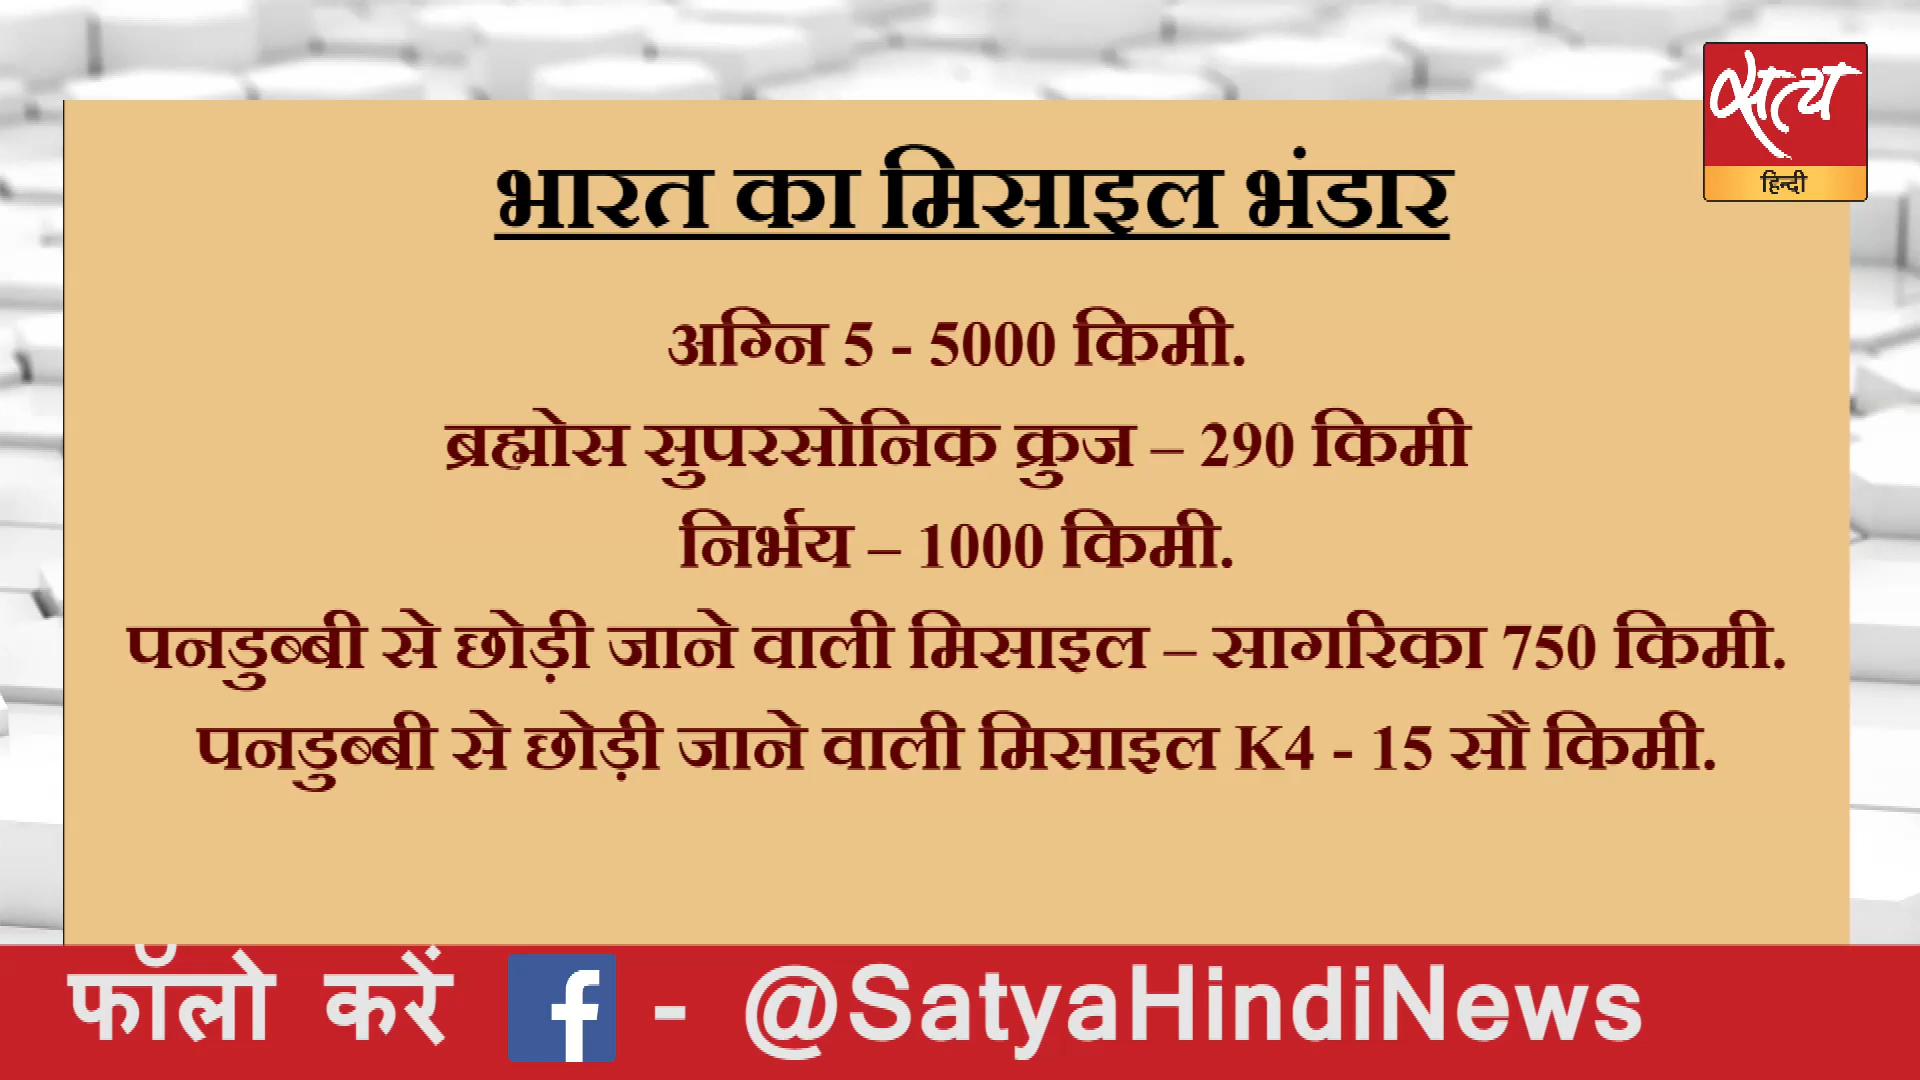 सत्य
हिन्दी
भारत का मिसाइल भंडार
अग्नि 5 - 5000 किमी.
ब्रह्मोस सुपरसोनिक क्रुज – 290 किमी
निर्भय – 1000 किमी.
पनडुब्बी से छोड़ी जाने वाली मिसाइल – सागरिका 750 किमी.
पनडुब्बी से छोड़ी जाने वाली मिसाइल K4 - 15 सौ किमी.
फॉलो करें f - @SatyaHindiNews